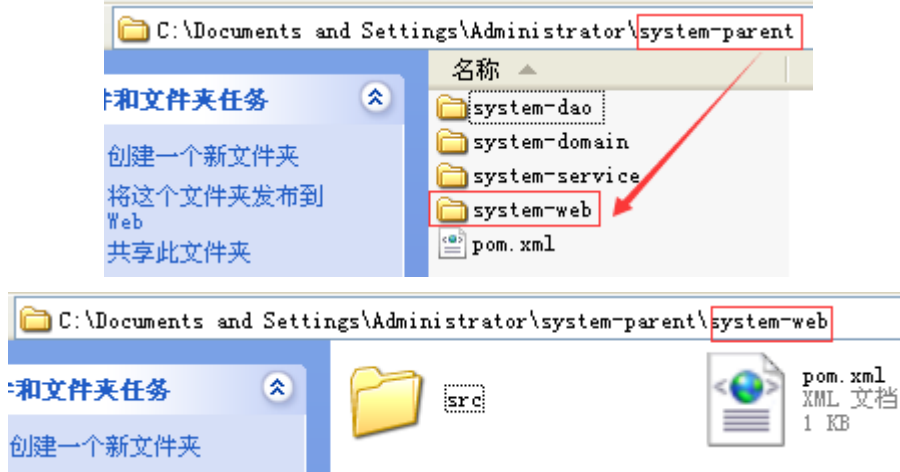 C:\Documents and Settings\Administrator\system-parent
名称
件和文件夹任务
创建一个新文件夹
将这个文件夹发布到
Web
共享此文件夹
system-dao
system-domain
system-service
system-web
pom.xml
C:\Documents and Settings\Administrator\system-parent\system-web
和文件夹任务
创建一个新文件夹
src
pom.xml
XML 文档
1 KB